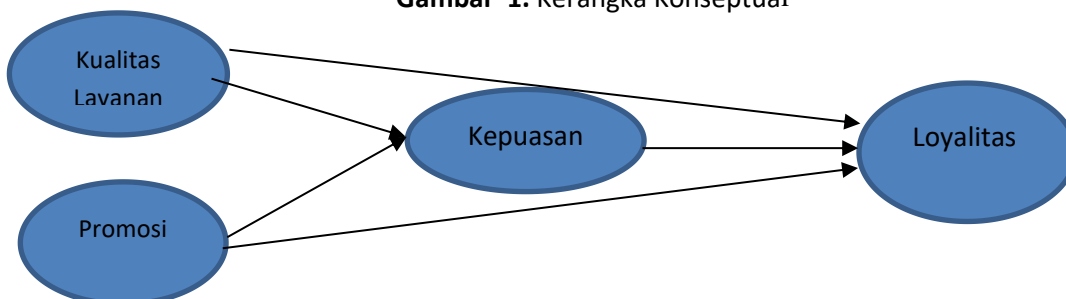 Gambar 1. Kerangka Konseptual
Kualitas
Layanan
Kepuasan
Loyalitas
Promosi